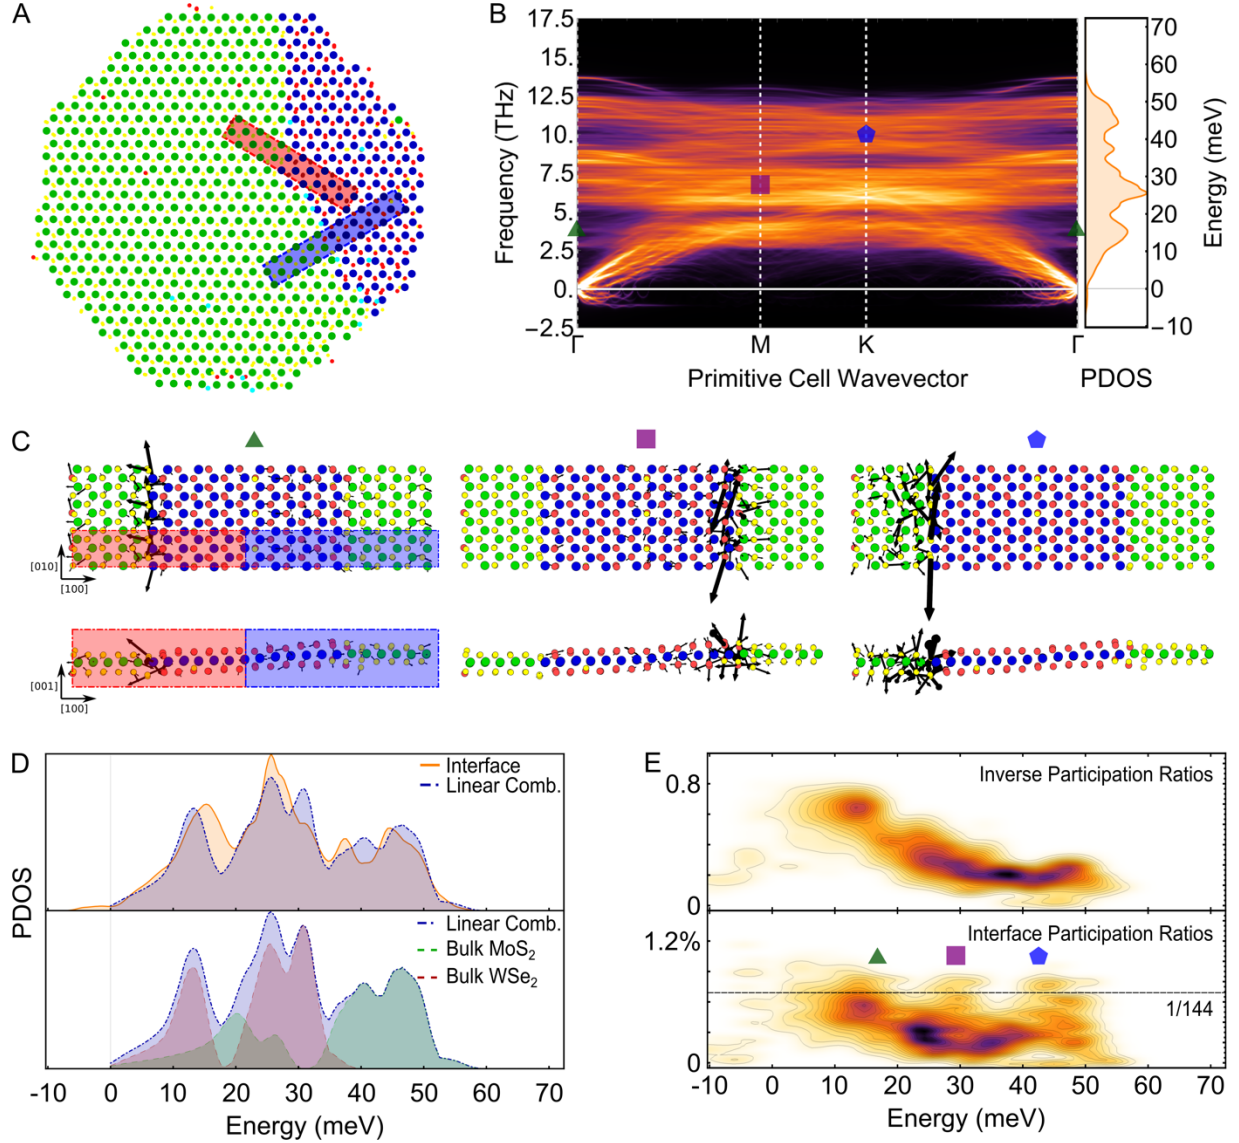 A
B
17.5
15.
12.5
10.
7.5
5.
2.5
0.
−2.5
Frequency (THz)
Γ
M
K
Γ
Primitive Cell Wavevector
PDOS
70
60
50
40
30
20
10
0
-10
Energy (meV)
C
[010]
[100]
[001]
[100]
D
Interface
Linear Comb.
Linear Comb.
Bulk MoS2
Bulk WSe2
PDOS
-10 0 10 20 30 40 50 60 70
Energy (meV)
E
0.8
0
Inverse Participation Ratios
1.2%
0
Interface Participation Ratios
1/144
-10 0 10 20 30 40 50 60 70
Energy (meV)